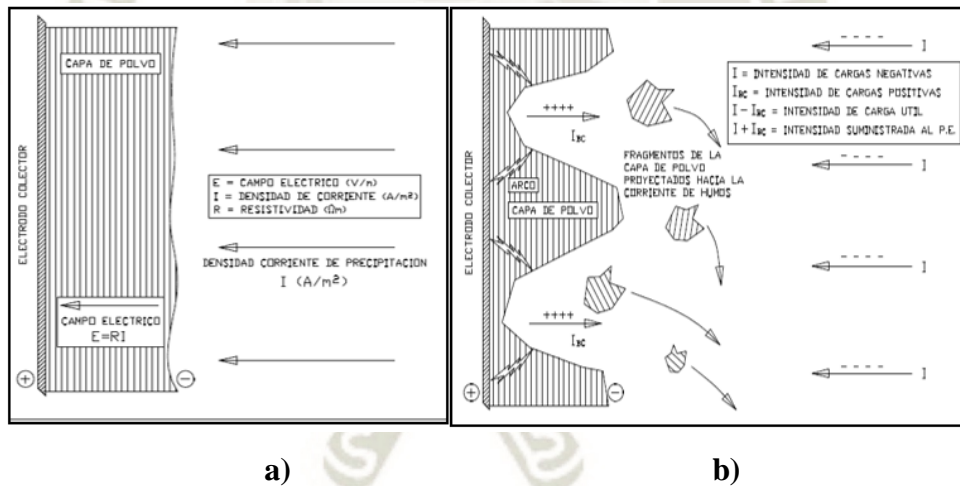 ELECTRODO COLECTOR
CAPA DE POLVO
E = CAMPO ELECTRICO (V/m)
I = DENSIDAD DE CORRIENTE (A/m²)
R = RESISTIVIDAD (Ωm)
DENSIDAD CORRIENTE DE PRECIPITACION
I (A/m²)
CAMPO ELECTRICO
E=RI
+
−
a)
ELECTRODO COLECTOR
- - - -
I
I = INTENSIDAD DE CARGAS NEGATIVAS
I_BC = INTENSIDAD DE CARGAS POSITIVAS
I-I_BC = INTENSIDAD DE CARGA UTIL
I+I_BC = INTENSIDAD SUMINISTRADA AL P.E.
++++
I_BC
FRAGMENTOS DE LA
CAPA DE POLVO
PROYECTADOS HACIA LA
CORRIENTE DE HUMOS
- - - -
I
ARCO
CAPA DE POLVO
- - - -
I
++++
I_BC
- - - -
I
+
−
b)